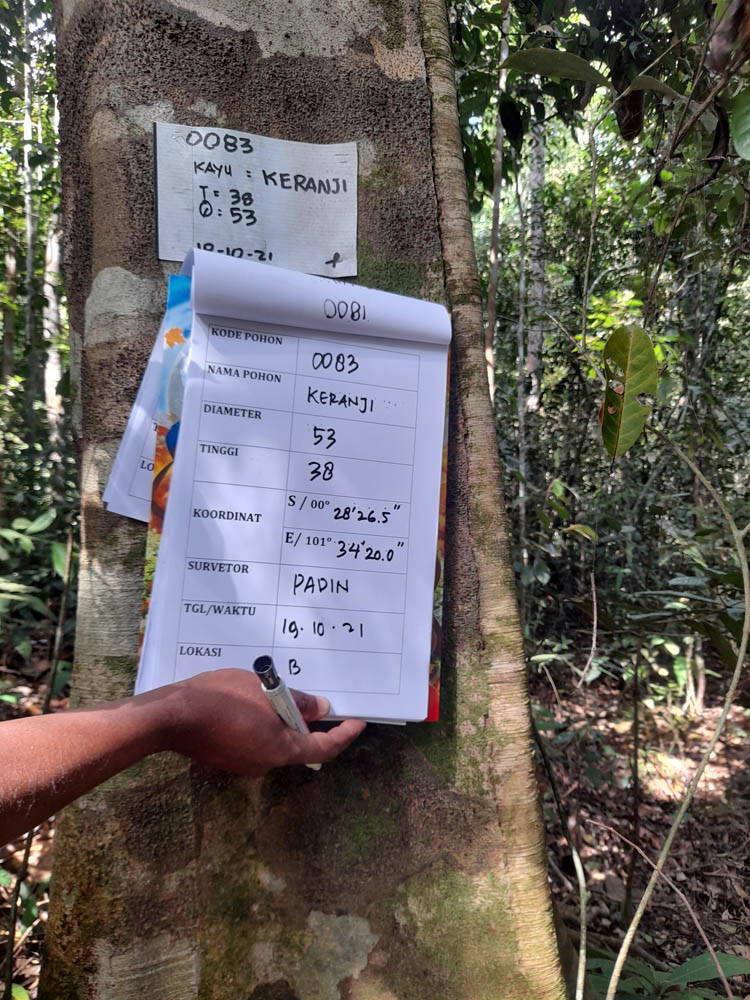 0083
KAYU : KERANJI
T = 38
Ꝋ : 53
19-10-21
0081
KODE POHON 0083
NAMA POHON KERANJI
DIAMETER 53
TINGGI 38
KOORDINAT S / 00° 28'26.5"
E/ 101° 34'20.0"
SURVETOR PADIN
TGL/WAKTU 19. 10 . 21
LOKASI B
LO